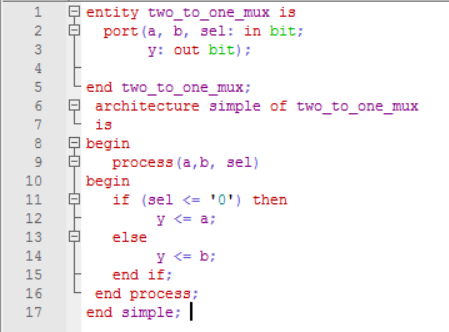 1 entity two_to_one_mux is
2 port(a, b, sel: in bit;
3 y: out bit);
4
5 end two_to_one_mux;
6 architecture simple of two_to_one_mux
7 is
8 begin
9 process(a,b, sel)
10 begin
11 if (sel <= '0') then
12 y <= a;
13 else
14 y <= b;
15 end if;
16 end process;
17 end simple;